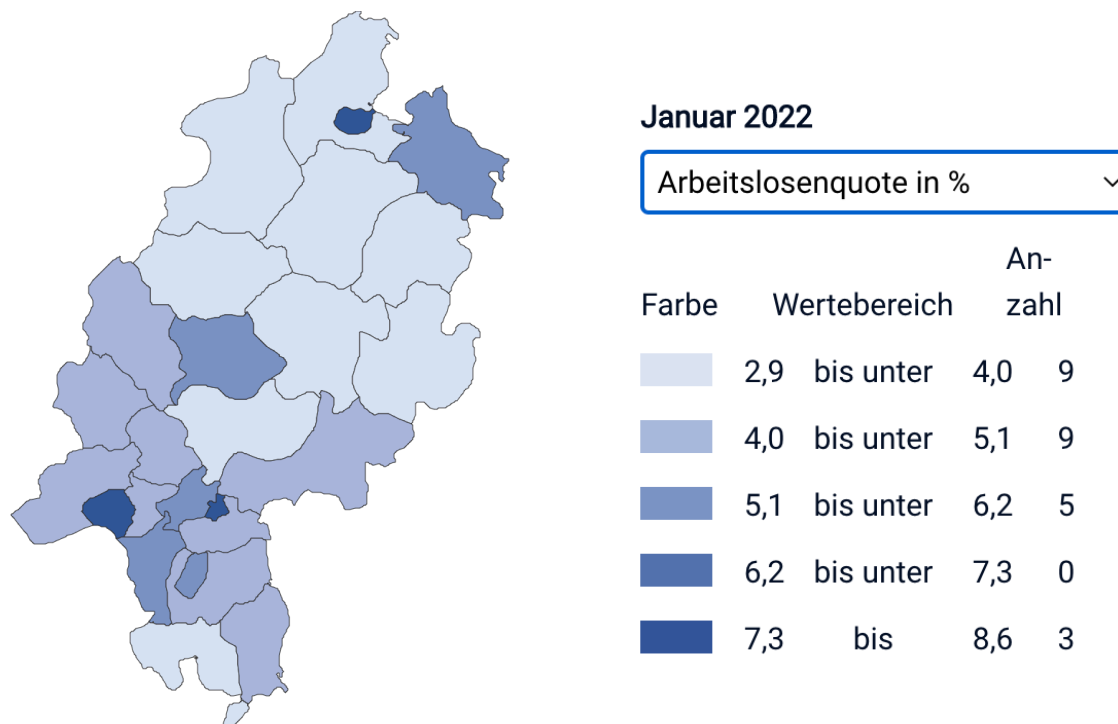 Januar 2022
Arbeitslosenquote in %
An-
Farbe Wertebereich zahl
2,9 bis unter 4,0 9
4,0 bis unter 5,1 9
5,1 bis unter 6,2 5
6,2 bis unter 7,3 0
7,3 bis 8,6 3